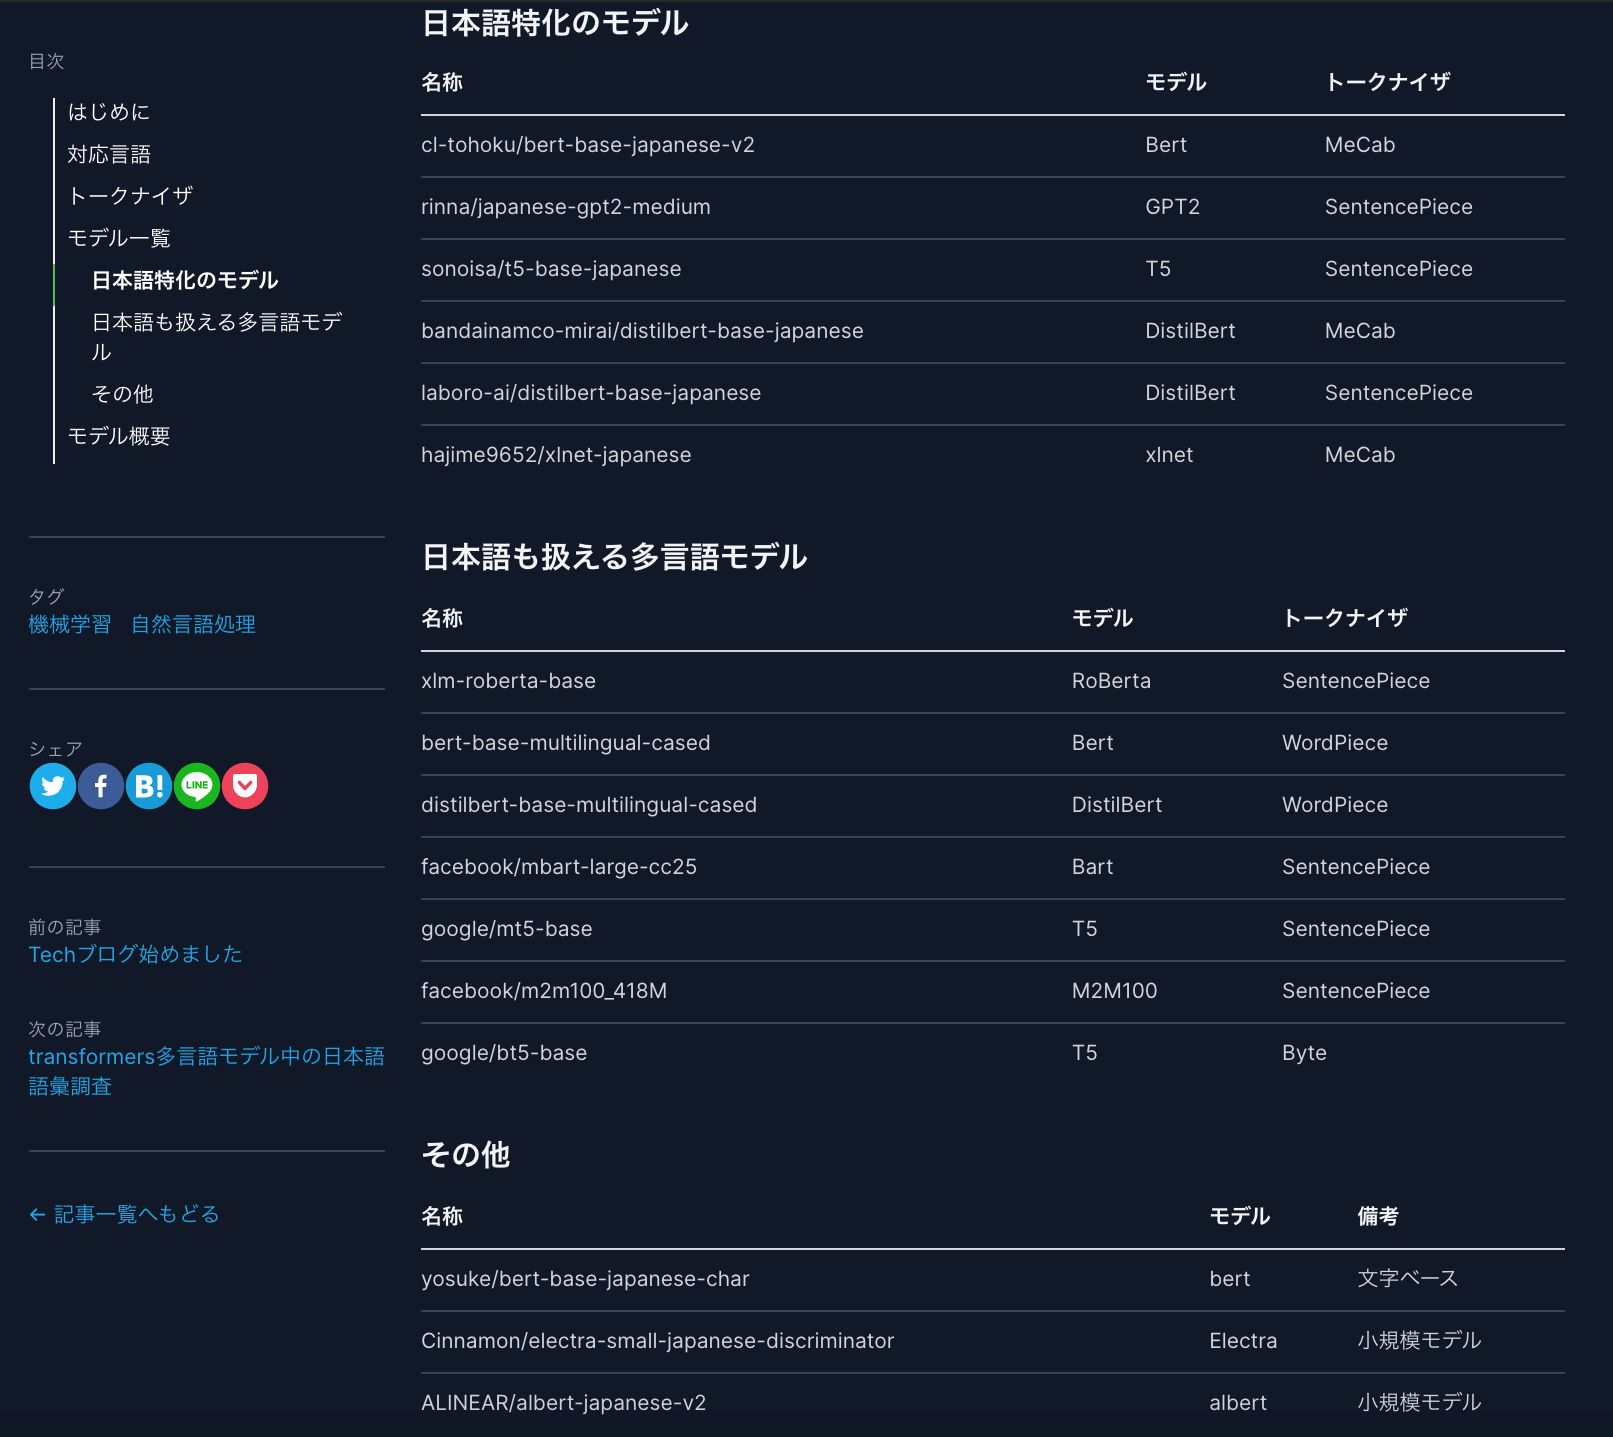 目次
はじめに
対応言語
トークナイザ
モデル一覧
日本語特化のモデル
日本語も扱える多言語モデ
ル
その他
モデル概要
タグ
機械学習 自然言語処理
シェア
B! LINE
前の記事
Techブログ始めました
次の記事
transformers多言語モデル中の日本語
語彙調査
← 記事一覧へもどる
日本語特化のモデル
名称 モデル トークナイザ
cl-tohoku/bert-base-japanese-v2 Bert MeCab
rinna/japanese-gpt2-medium GPT2 SentencePiece
sonoisa/t5-base-japanese T5 SentencePiece
bandainamco-mirai/distilbert-base-japanese DistilBert MeCab
laboro-ai/distilbert-base-japanese DistilBert SentencePiece
hajime9652/xlnet-japanese xlnet MeCab
日本語も扱える多言語モデル
名称 モデル トークナイザ
xlm-roberta-base RoBerta SentencePiece
bert-base-multilingual-cased Bert WordPiece
distilbert-base-multilingual-cased DistilBert WordPiece
facebook/mbart-large-cc25 Bart SentencePiece
google/mt5-base T5 SentencePiece
facebook/m2m100_418M M2M100 SentencePiece
google/bt5-base T5 Byte
その他
名称 モデル 備考
yosuke/bert-base-japanese-char bert 文字ベース
Cinnamon/electra-small-japanese-discriminator Electra 小規模モデル
ALINEAR/albert-japanese-v2 albert 小規模モデル